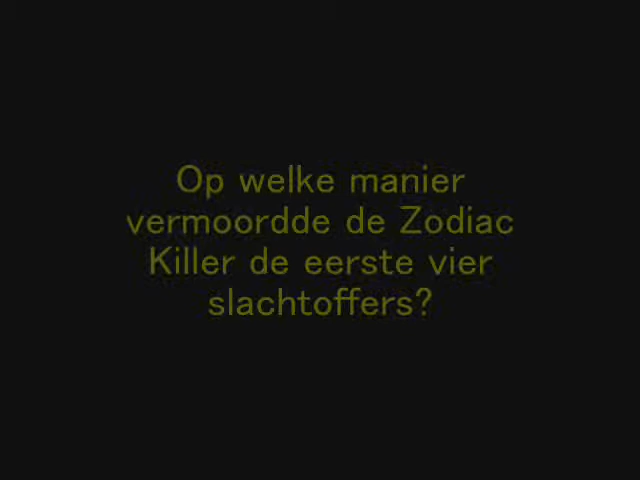 Op welke manier
vermoordde de Zodiac
Killer de eerste vier
slachtoffers?